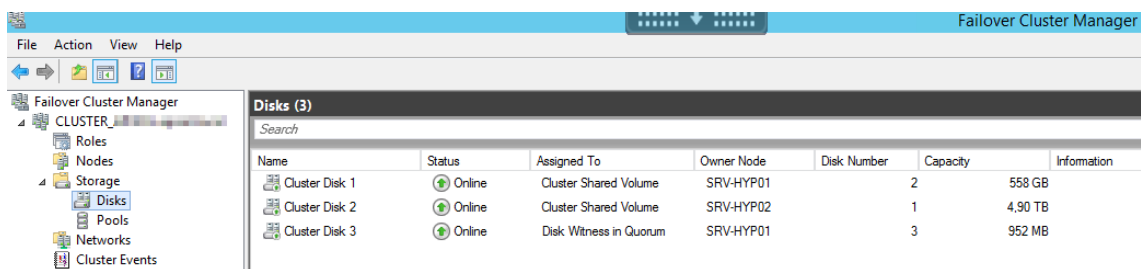 Failover Cluster Manager
File Action View Help
Failover Cluster Manager
CLUSTER_
Roles
Nodes
Storage
Disks
Pools
Networks
Cluster Events
Disks (3)
Search
Name Status Assigned To Owner Node Disk Number Capacity Information
Cluster Disk 1 Online Cluster Shared Volume SRV-HYP01 2 558 GB
Cluster Disk 2 Online Cluster Shared Volume SRV-HYP02 1 4,90 TB
Cluster Disk 3 Online Disk Witness in Quorum SRV-HYP01 3 952 MB